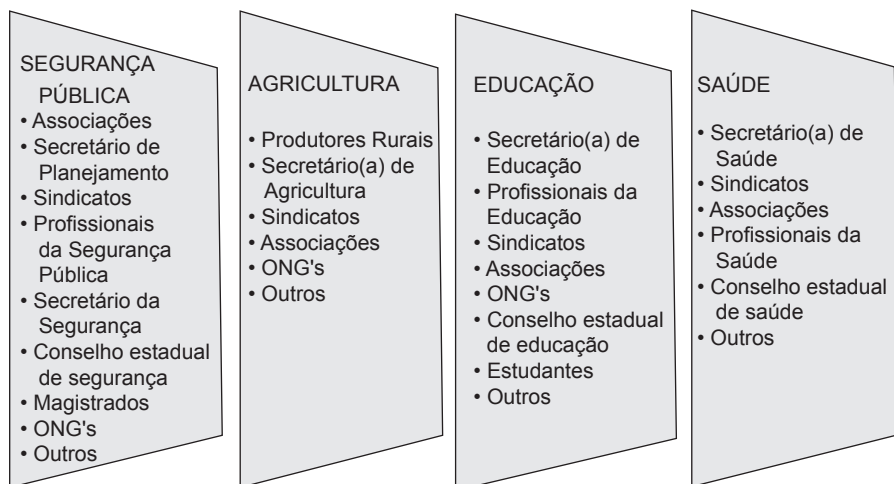 SEGURANÇA
PÚBLICA
• Associações
• Secretário de
Planejamento
• Sindicatos
• Profissionais
da Segurança
Pública
• Secretário da
Segurança
• Conselho estadual
de segurança
• Magistrados
• ONG's
• Outros
AGRICULTURA
• Produtores Rurais
• Secretário(a) de
Agricultura
• Sindicatos
• Associações
• ONG's
• Outros
EDUCAÇÃO
• Secretário(a) de
Educação
• Profissionais da
Educação
• Sindicatos
• Associações
• ONG's
• Conselho estadual
de educação
• Estudantes
• Outros
SAÚDE
• Secretário(a) de
Saúde
• Sindicatos
• Associações
• Profissionais da
Saúde
• Conselho estadual
de saúde
• Outros